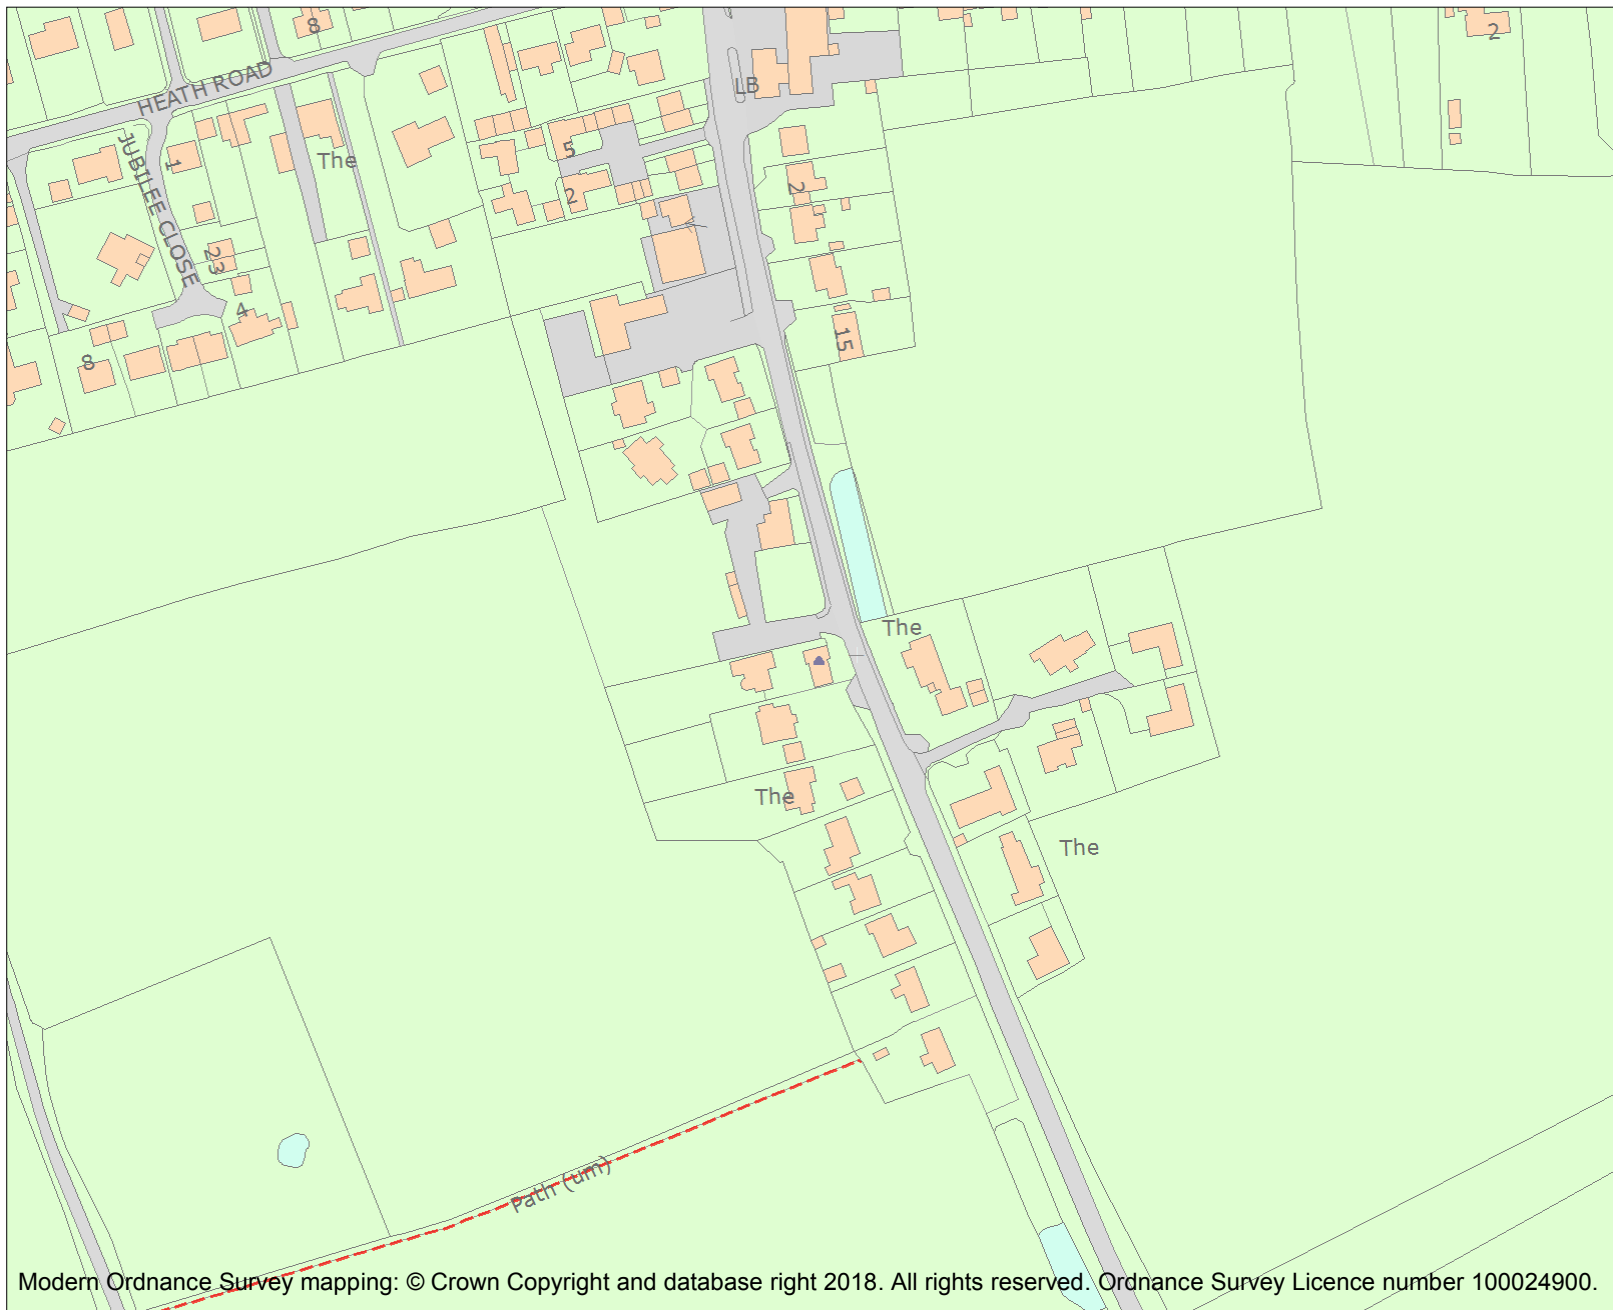 8
2
HEATH ROAD
LB
JUBILEE CLOSE
1
The
5
2
2
23
4
15
8
The
The
The
Path (um)
Modern Ordnance Survey mapping: © Crown Copyright and database right 2018. All rights reserved. Ordnance Survey Licence number 100024900.